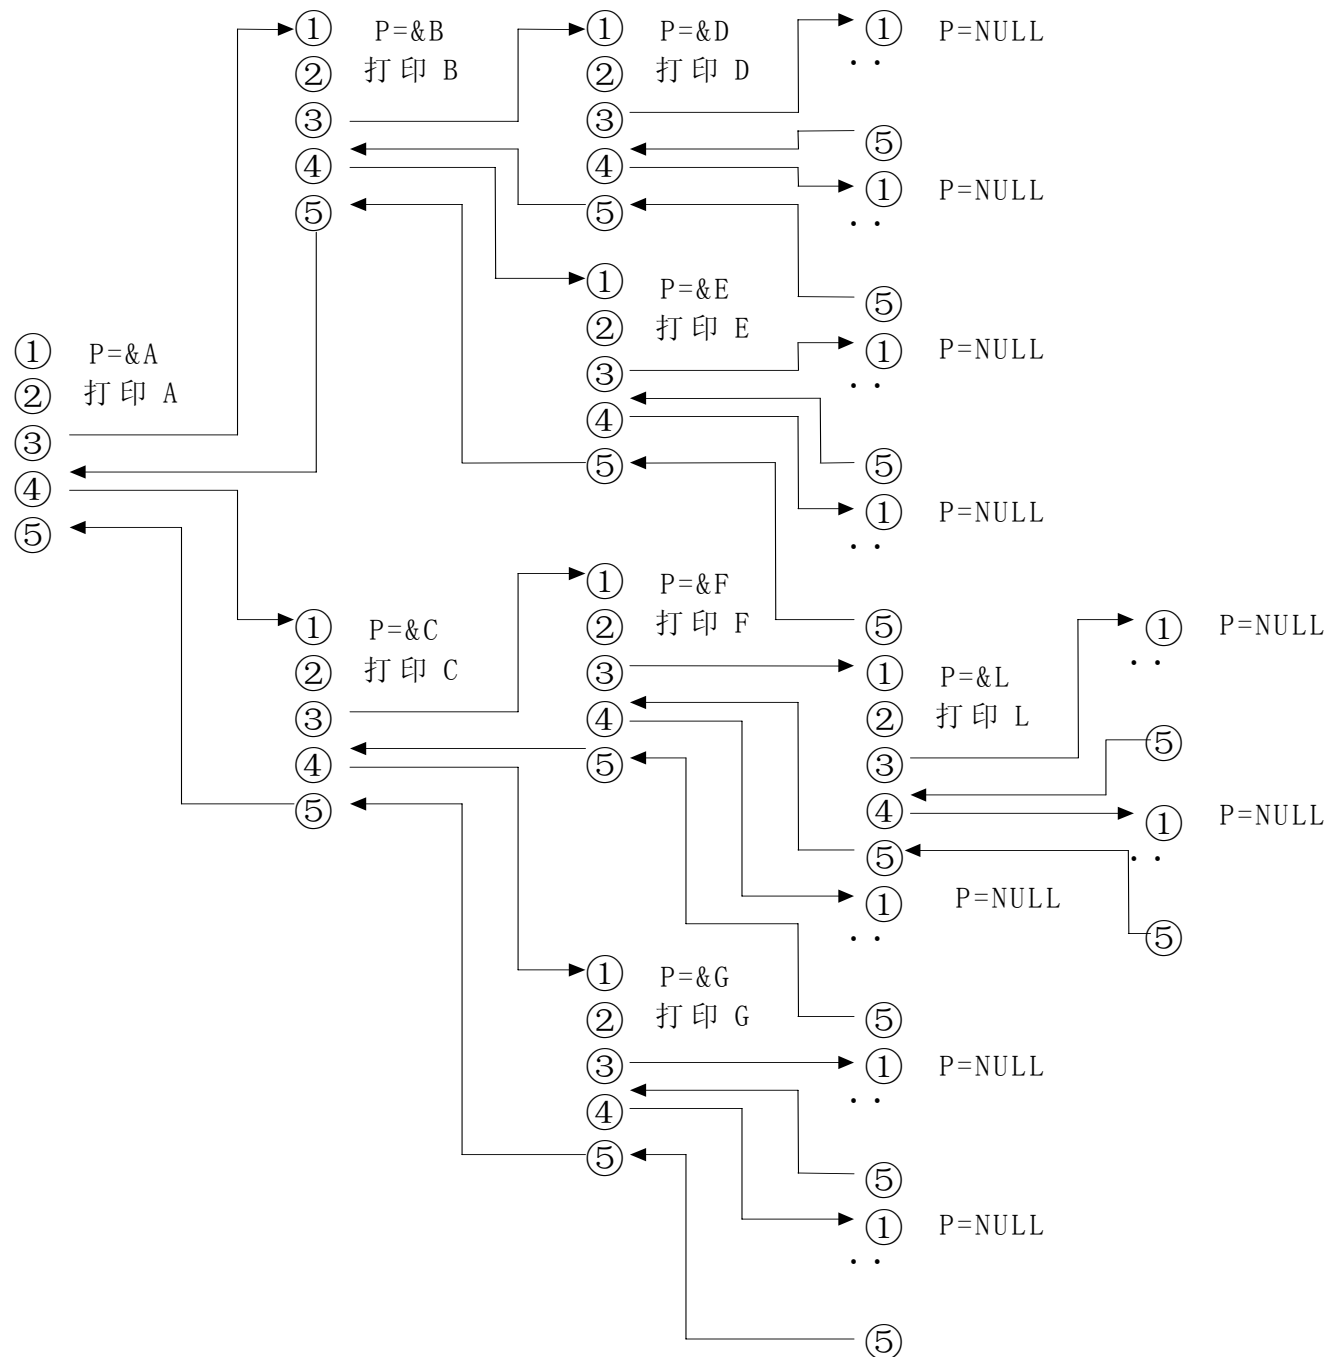 ① P=&A
② 打印 A
③
④
⑤
① P=&B
② 打印 B
③
④
⑤
① P=&C
② 打印 C
③
④
⑤
① P=&D
② 打印 D
③
④
⑤
① P=&E
② 打印 E
③
④
⑤
① P=&F
② 打印 F
③
④
⑤
① P=&G
② 打印 G
③
④
⑤
① P=NULL
..
⑤
① P=NULL
..
⑤
① P=NULL
..
⑤
① P=NULL
..
⑤
① P=&L
② 打印 L
③
④
⑤
① P=NULL
..
⑤
① P=NULL
..
⑤
① P=NULL
..
⑤
① P=NULL
..
⑤
① P=NULL
..
⑤